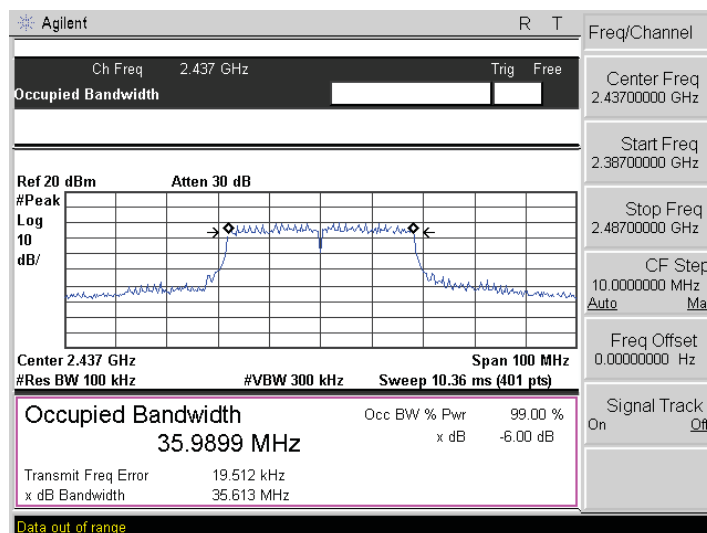 Agilent R T
Ch Freq 2.437 GHz Trig Free
Occupied Bandwidth
Ref 20 dBm Atten 30 dB
#Peak
Log
10
dB/
Center 2.437 GHz Span 100 MHz
#Res BW 100 kHz #VBW 300 kHz Sweep 10.36 ms (401 pts)
Occupied Bandwidth Occ BW % Pwr 99.00 %
35.9899 MHz x dB -6.00 dB
Transmit Freq Error 19.512 kHz
x dB Bandwidth 35.613 MHz
Data out of range
Freq/Channel
Center Freq
2.43700000 GHz
Start Freq
2.38700000 GHz
Stop Freq
2.48700000 GHz
CF Step
10.0000000 MHz
Auto Ma
Freq Offset
0.00000000 Hz
Signal Track
On Off